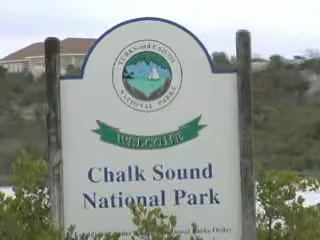 TURKS AND CAICOS
NATIONAL PARKS
WELCOME
Chalk Sound
National Park